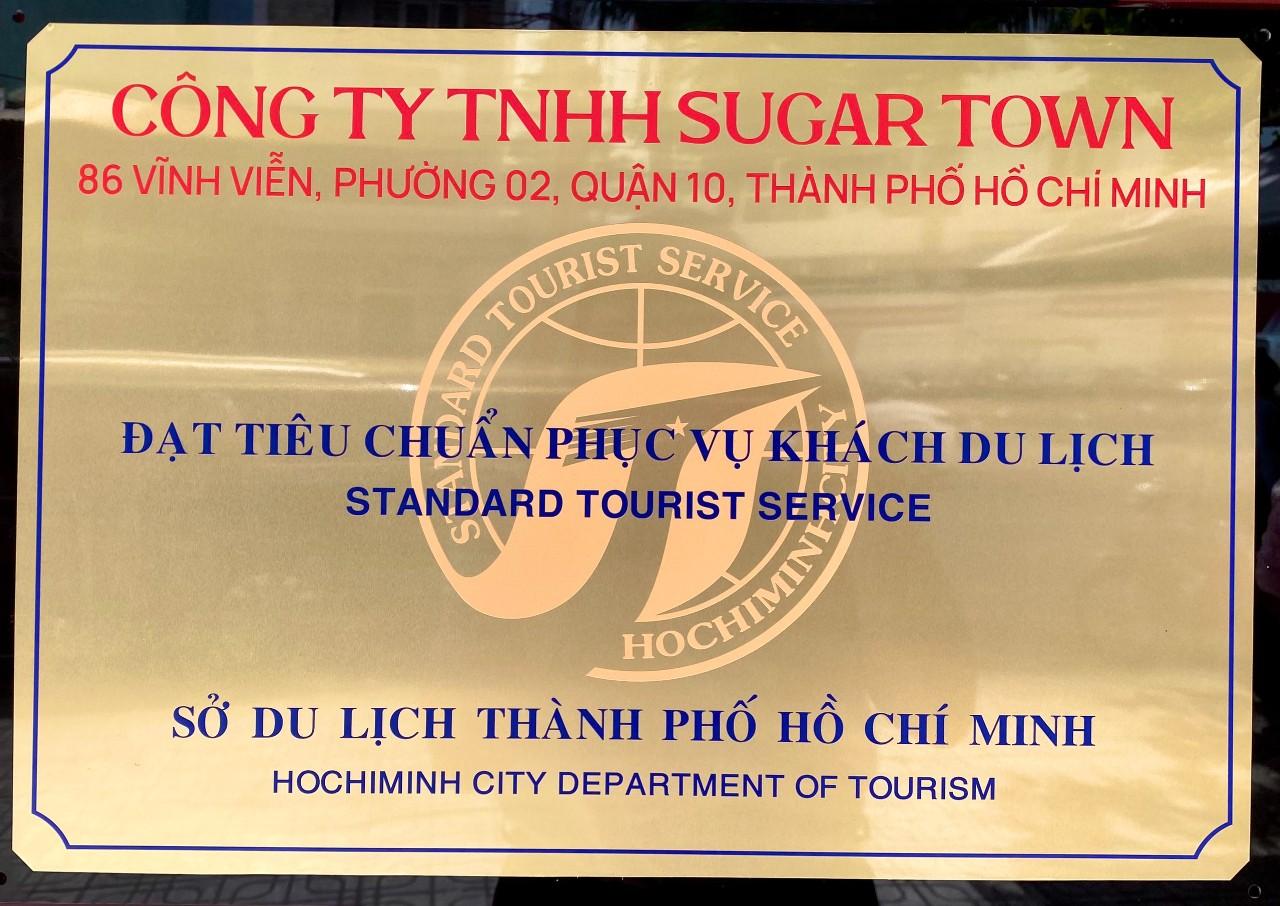 CÔNG TY TNHH SUGAR TOWN
86 VĨNH VIỄN, PHƯỜNG 02, QUẬN 10, THÀNH PHỐ HỒ CHÍ MINH
STANDARD TOURIST SERVICE
ĐẠT TIÊU CHUẨN PHỤC VỤ KHÁCH DU LỊCH
STANDARD TOURIST SERVICE
HOCHIMINH CITY
SỞ DU LỊCH THÀNH PHỐ HỒ CHÍ MINH
HOCHIMINH CITY DEPARTMENT OF TOURISM